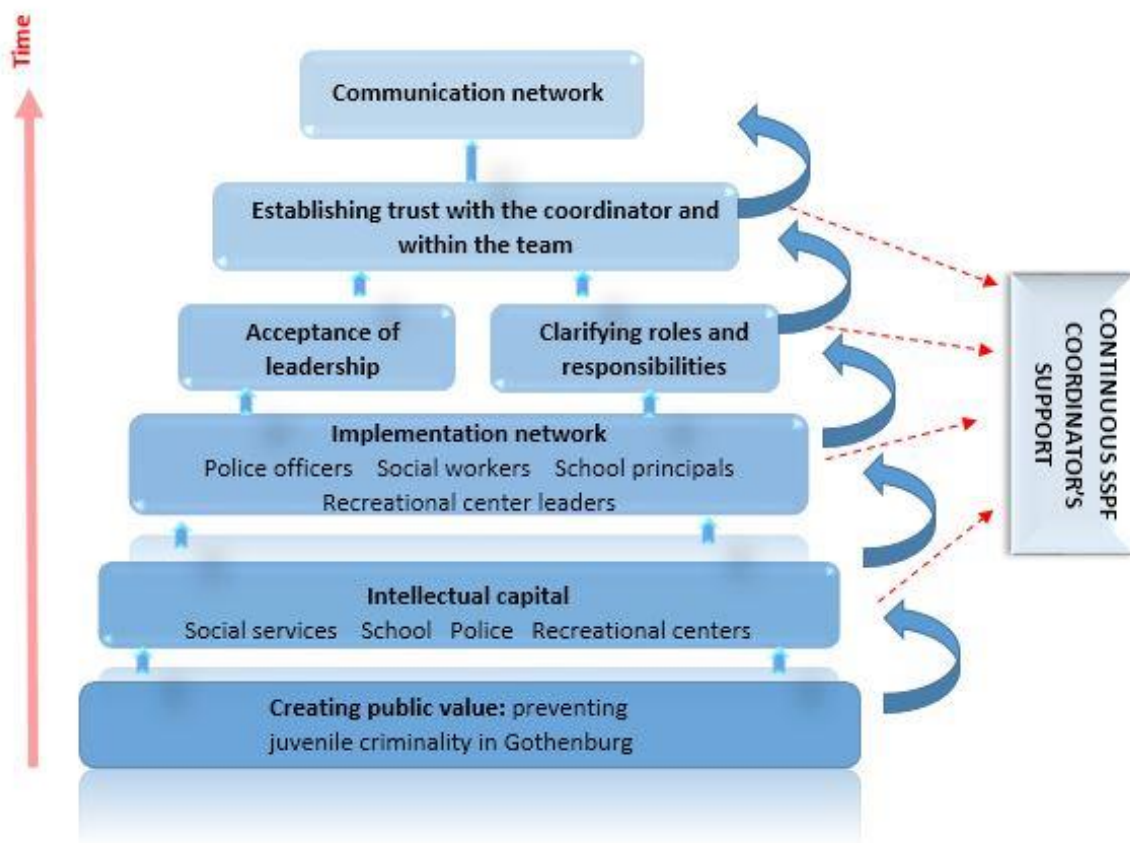 Time
Communication network
Establishing trust with the coordinator and
within the team
Acceptance of
leadership
Clarifying roles and
responsibilities
Implementation network
Police officers Social workers School principals
Recreational center leaders
Intellectual capital
Social services School Police Recreational centers
Creating public value: preventing
juvenile criminality in Gothenburg
CONTINUOUS SSPF
COORDINATOR'S
SUPPORT